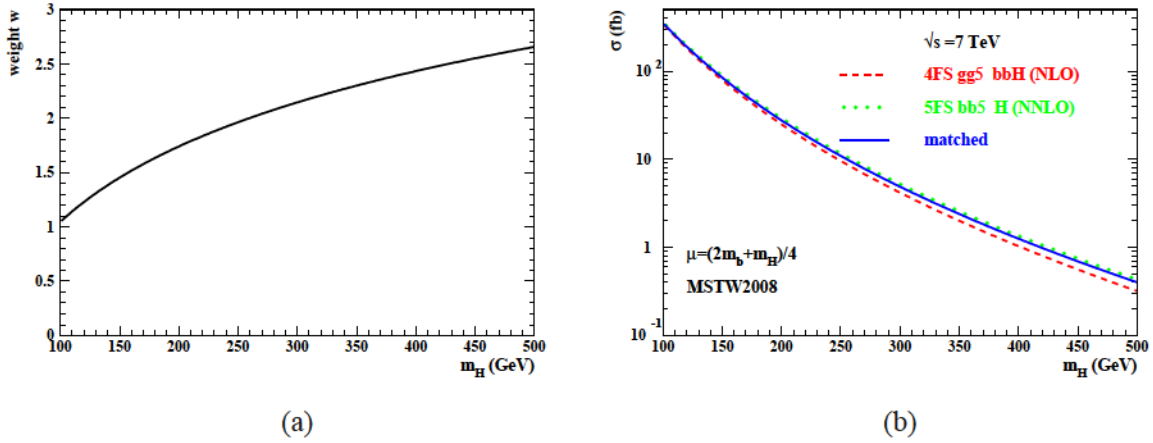 weight w
3
2.5
2
1.5
1
0.5
0
100 150 200 250 300 350 400 450 500
m_H (GeV)
(a)
σ (fb)
10^2
10
1
10^-1
√s =7 TeV
4FS gg5 bbH (NLO)
5FS bb5 H (NNLO)
matched
μ=(2m_b+m_H)/4
MSTW2008
100 150 200 250 300 350 400 450 500
m_H (GeV)
(b)